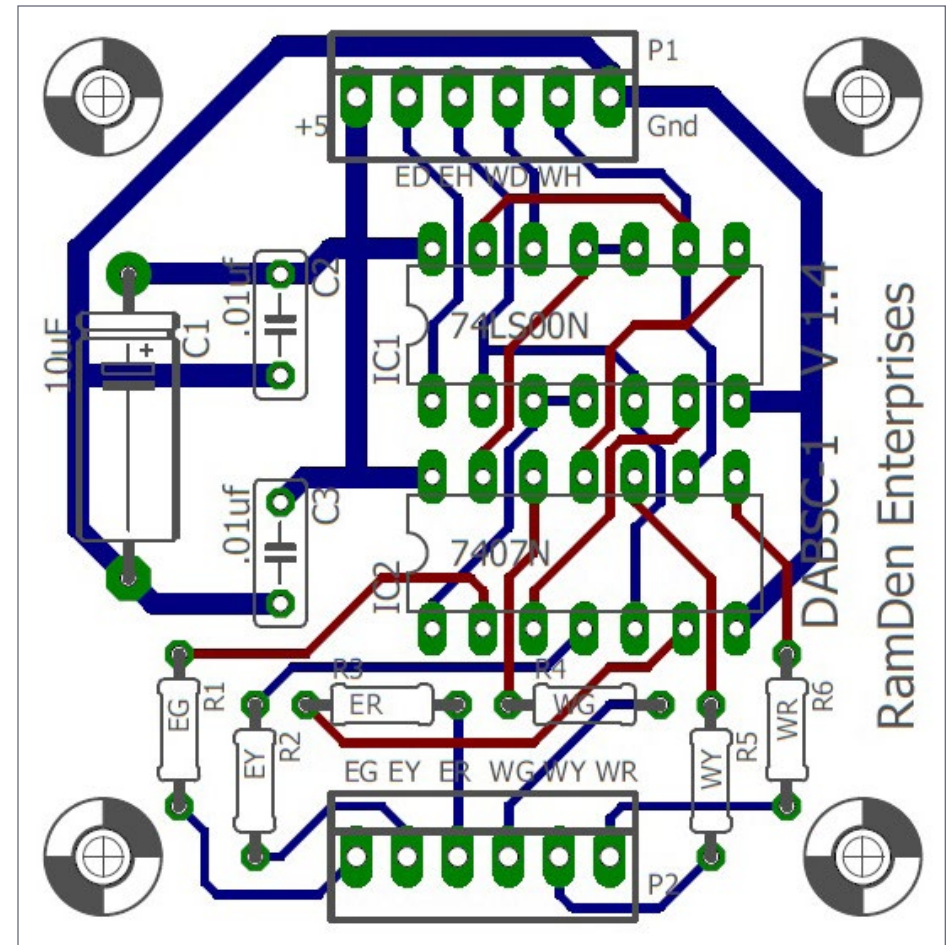 P1
+5
Gnd
ED EH WD WH
C2
.01uf
10uF
C1
+
74LS00N
IC1
C3
.01uf
7407N
IC2
DABSC-1 V 1.4
RamDen Enterprises
R3
ER
R4
WG
R1
EG
R2
EY
R5
WY
R6
WR
EG EY ER WG WY WR
P2